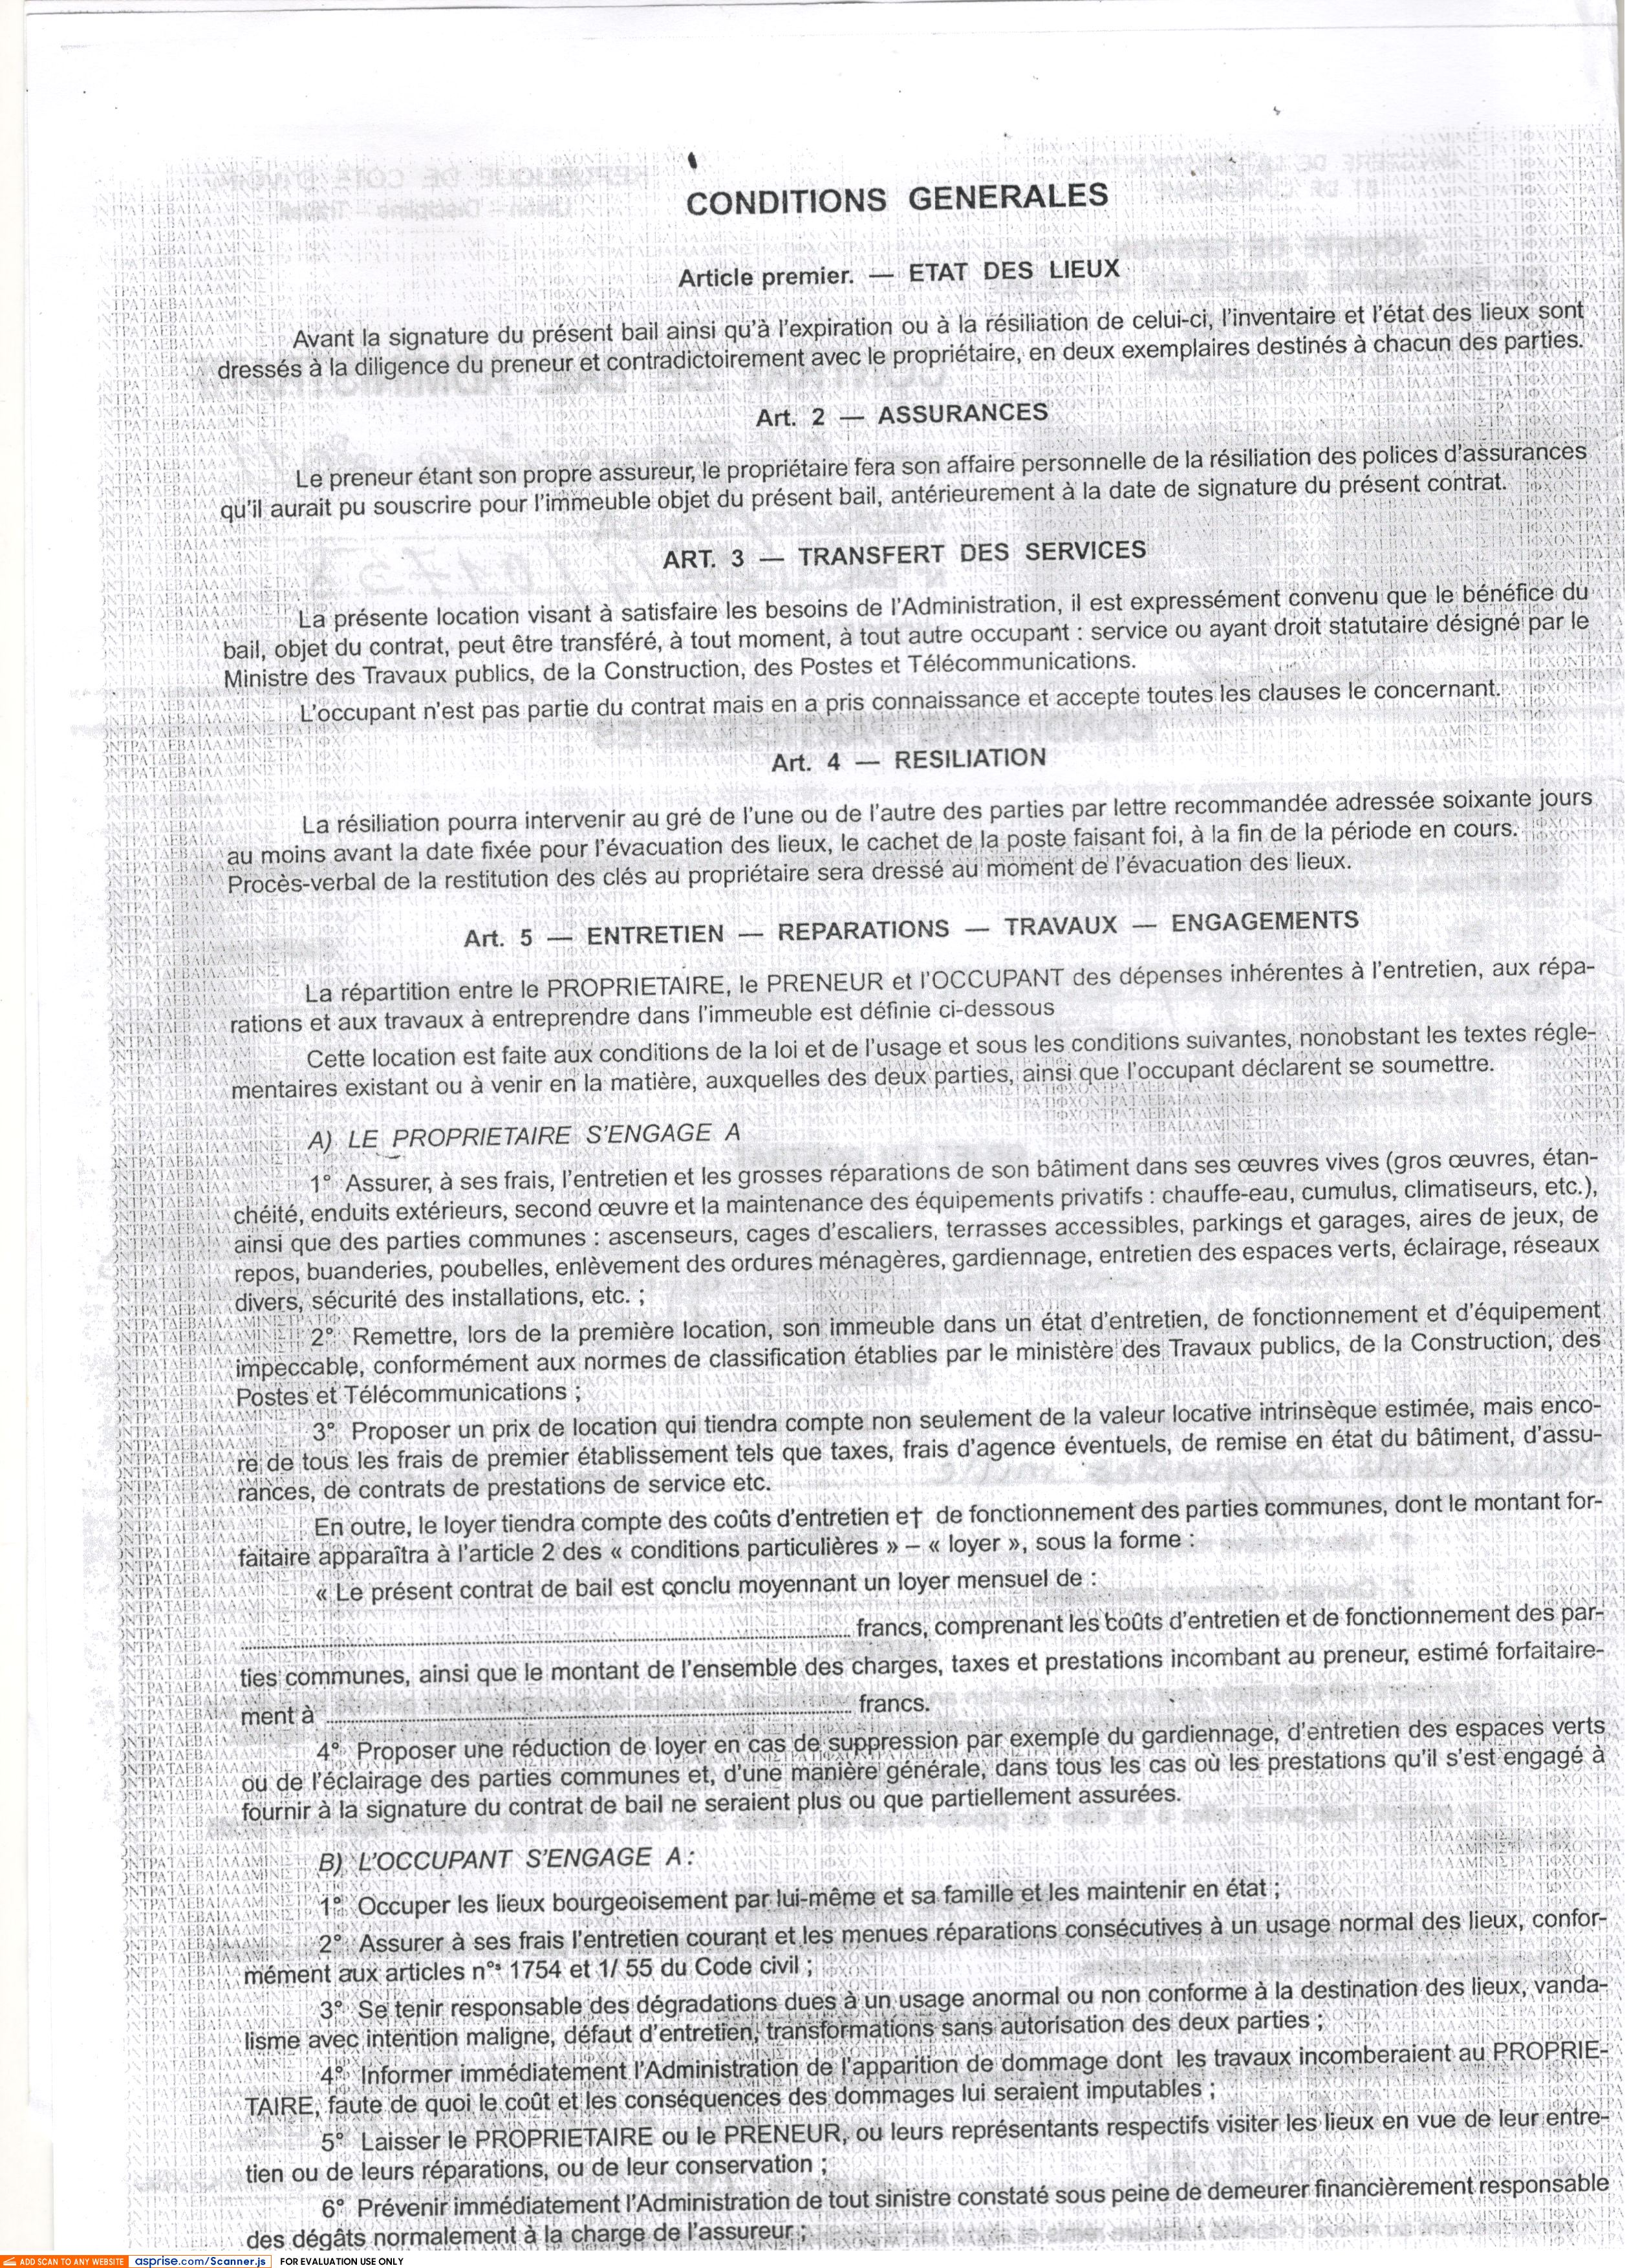 CONDITIONS GENERALES
Article premier. — ETAT DES LIEUX
Avant la signature du présent bail ainsi qu'à l'expiration ou à la résiliation de celui-ci, l'inventaire et l'état des lieux sont
dressés à la diligence du preneur et contradictoirement avec le propriétaire, en deux exemplaires destinés à chacun des parties.
Art. 2 — ASSURANCES
Le preneur étant son propre assureur, le propriétaire fera son affaire personnelle de la résiliation des polices d'assurances
qu'il aurait pu souscrire pour l'immeuble objet du présent bail, antérieurement à la date de signature du présent contrat.
ART. 3 — TRANSFERT DES SERVICES
La présente location visant à satisfaire les besoins de l'Administration, il est expressément convenu que le bénéfice du
bail, objet du contrat, peut être transféré, à tout moment, à tout autre occupant : service ou ayant droit statutaire désigné par le
Ministre des Travaux publics, de la Construction, des Postes et Télécommunications.
L'occupant n'est pas partie du contrat mais en a pris connaissance et accepte toutes les clauses le concernant.
Art. 4 — RESILIATION
La résiliation pourra intervenir au gré de l'une ou de l'autre des parties par lettre recommandée adressée soixante jours
au moins avant la date fixée pour l'évacuation des lieux, le cachet de la poste faisant foi, à la fin de la période en cours.
Procès-verbal de la restitution des clés au propriétaire sera dressé au moment de l'évacuation des lieux.
Art. 5 — ENTRETIEN — REPARATIONS — TRAVAUX — ENGAGEMENTS
La répartition entre le PROPRIETAIRE, le PRENEUR et l'OCCUPANT des dépenses inhérentes à l'entretien, aux répa-
rations et aux travaux à entreprendre dans l'immeuble est définie ci-dessous
Cette location est faite aux conditions de la loi et de l'usage et sous les conditions suivantes, nonobstant les textes régle-
mentaires existant ou à venir en la matière, auxquelles des deux parties, ainsi que l'occupant déclarent se soumettre.
A) LE PROPRIETAIRE S'ENGAGE A
1° Assurer, à ses frais, l'entretien et les grosses réparations de son bâtiment dans ses œuvres vives (gros œuvres, étan-
chéité, enduits extérieurs, second œuvre et la maintenance des équipements privatifs : chauffe-eau, cumulus, climatiseurs, etc.),
ainsi que des parties communes : ascenseurs, cages d'escaliers, terrasses accessibles, parkings et garages, aires de jeux, de
repos, buanderies, poubelles, enlèvement des ordures ménagères, gardiennage, entretien des espaces verts, éclairage, réseaux
divers, sécurité des installations, etc. ;
2° Remettre, lors de la première location, son immeuble dans un état d'entretien, de fonctionnement et d'équipement
impeccable, conformément aux normes de classification établies par le ministère des Travaux publics, de la Construction, des
Postes et Télécommunications ;
3° Proposer un prix de location qui tiendra compte non seulement de la valeur locative intrinsèque estimée, mais enco-
re de tous les frais de premier établissement tels que taxes, frais d'agence éventuels, de remise en état du bâtiment, d'assu-
rances, de contrats de prestations de service etc.
En outre, le loyer tiendra compte des coûts d'entretien et de fonctionnement des parties communes, dont le montant for-
faitaire apparaîtra à l'article 2 des « conditions particulières » – « loyer », sous la forme :
« Le présent contrat de bail est conclu moyennant un loyer mensuel de :
francs, comprenant les coûts d'entretien et de fonctionnement des par-
ties communes, ainsi que le montant de l'ensemble des charges, taxes et prestations incombant au preneur, estimé forfaitaire-
ment à ........ francs.
4° Proposer une réduction de loyer en cas de suppression par exemple du gardiennage, d'entretien des espaces verts
ou de l'éclairage des parties communes et, d'une manière générale, dans tous les cas où les prestations qu'il s'est engagé à
fournir à la signature du contrat de bail ne seraient plus ou que partiellement assurées.
B) L'OCCUPANT S'ENGAGE A :
1° Occuper les lieux bourgeoisement par lui-même et sa famille et les maintenir en état ;
2° Assurer à ses frais l'entretien courant et les menues réparations consécutives à un usage normal des lieux, confor-
mément aux articles n°s 1754 et 1/ 55 du Code civil ;
3° Se tenir responsable des dégradations dues à un usage anormal ou non conforme à la destination des lieux, vanda-
lisme avec intention maligne, défaut d'entretien, transformations sans autorisation des deux parties ;
4° Informer immédiatement l'Administration de l'apparition de dommage dont les travaux incomberaient au PROPRIE-
TAIRE, faute de quoi le coût et les conséquences des dommages lui seraient imputables ;
5° Laisser le PROPRIETAIRE ou le PRENEUR, ou leurs représentants respectifs visiter les lieux en vue de leur entre-
tien ou de leurs réparations, ou de leur conservation ;
6° Prévenir immédiatement l'Administration de tout sinistre constaté sous peine de demeurer financièrement responsable
des dégâts normalement à la charge de l'assureur ;
ADD SCAN TO ANY WEBSITE asprise.com/Scanner.js FOR EVALUATION USE ONLY